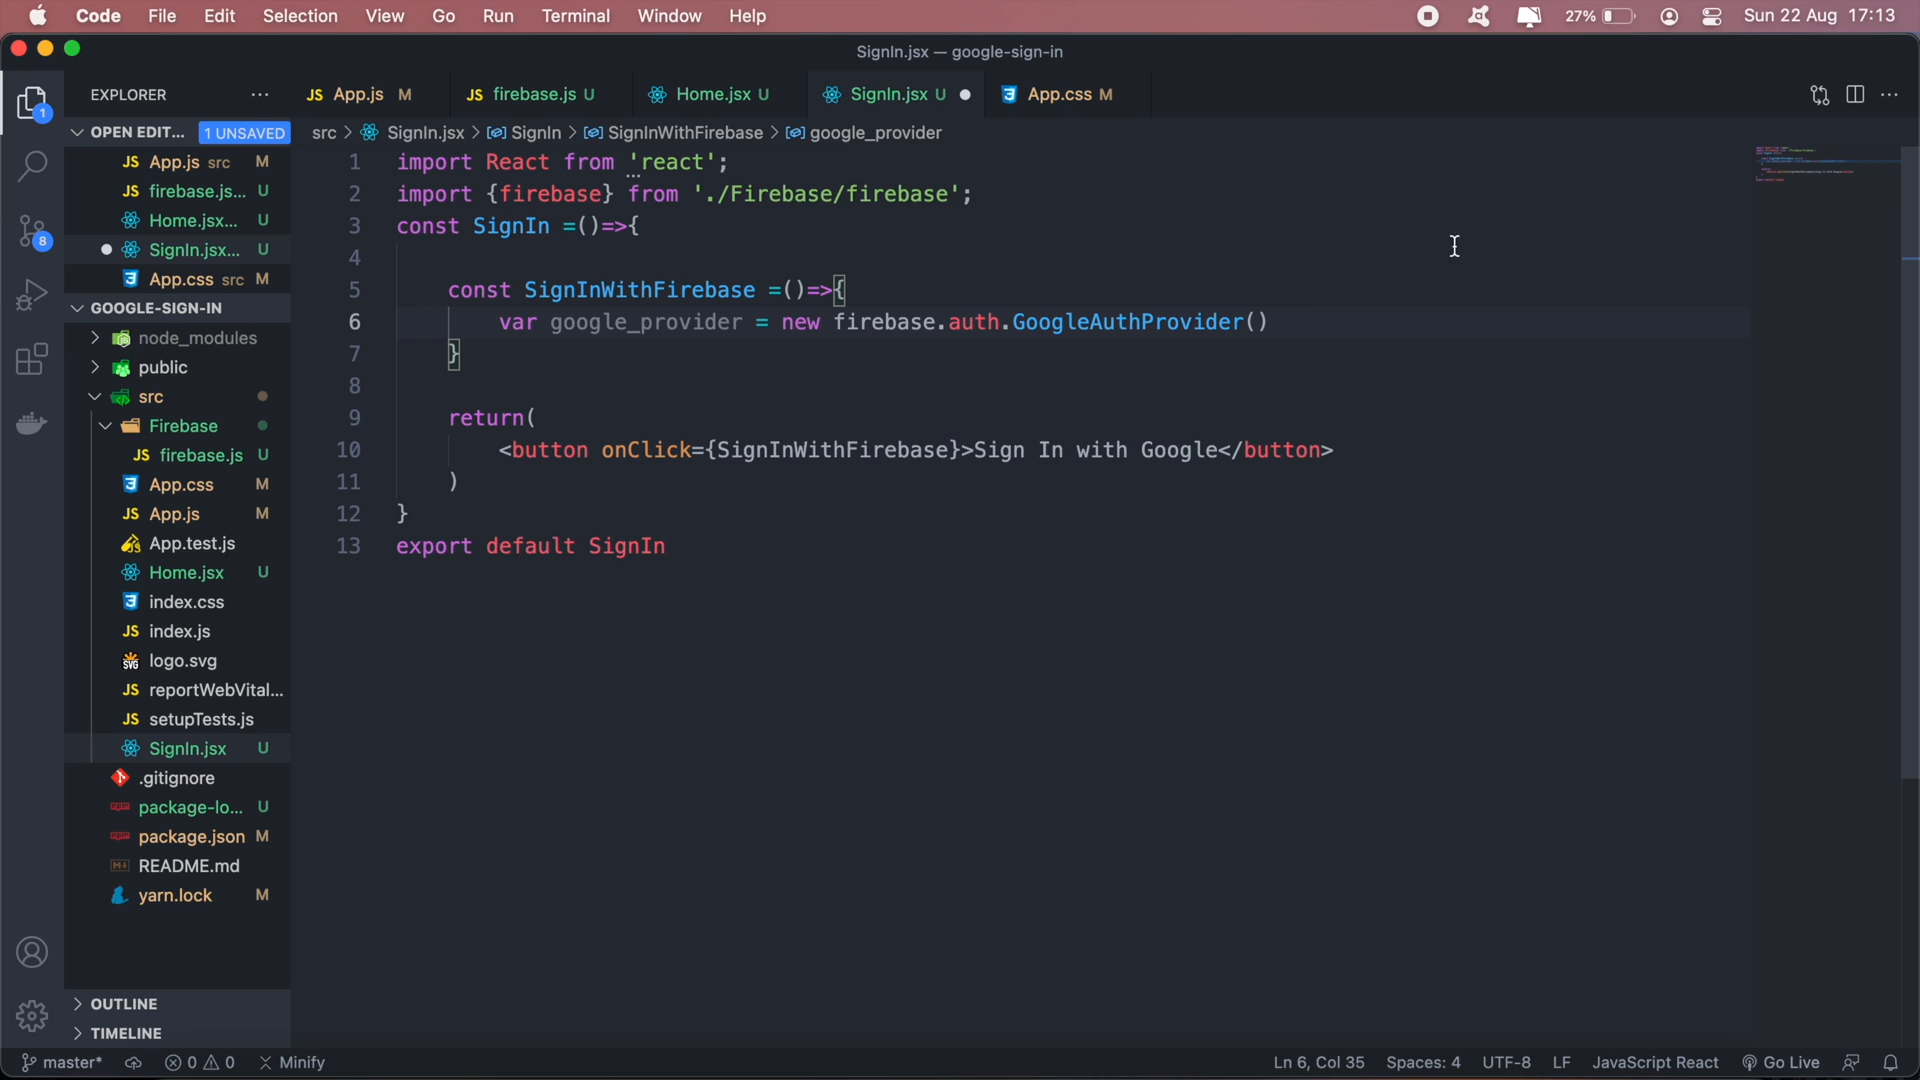 Code File Edit Selection View Go Run Terminal Window Help 27% Sun 22 Aug 17:13
SignIn.jsx — google-sign-in
1
EXPLORER ...
JS App.js M JS firebase.js U Home.jsx U SignIn.jsx U App.css M
OPEN EDIT... 1 UNSAVED
JS App.js src M
JS firebase.js... U
Home.jsx... U
SignIn.jsx... U
App.css src M
8
GOOGLE-SIGN-IN
node_modules
public
src
Firebase
JS firebase.js U
App.css M
JS App.js M
App.test.js
Home.jsx U
index.css
JS index.js
SVG logo.svg
JS reportWebVital...
JS setupTests.js
SignIn.jsx U
.gitignore
package-lo... U
package.json M
README.md
yarn.lock M
OUTLINE
TIMELINE
src > SignIn.jsx > SignIn > SignInWithFirebase > google_provider
1 import React from 'react';
2 import {firebase} from './Firebase/firebase';
3 const SignIn =()=>{
4
5 const SignInWithFirebase =()=>{
6 var google_provider = new firebase.auth.GoogleAuthProvider()
7 }
8
9 return(
10 <button onClick={SignInWithFirebase}>Sign In with Google</button>
11 )
12 }
13 export default SignIn
master* 0 0 Minify Ln 6, Col 35 Spaces: 4 UTF-8 LF JavaScript React Go Live